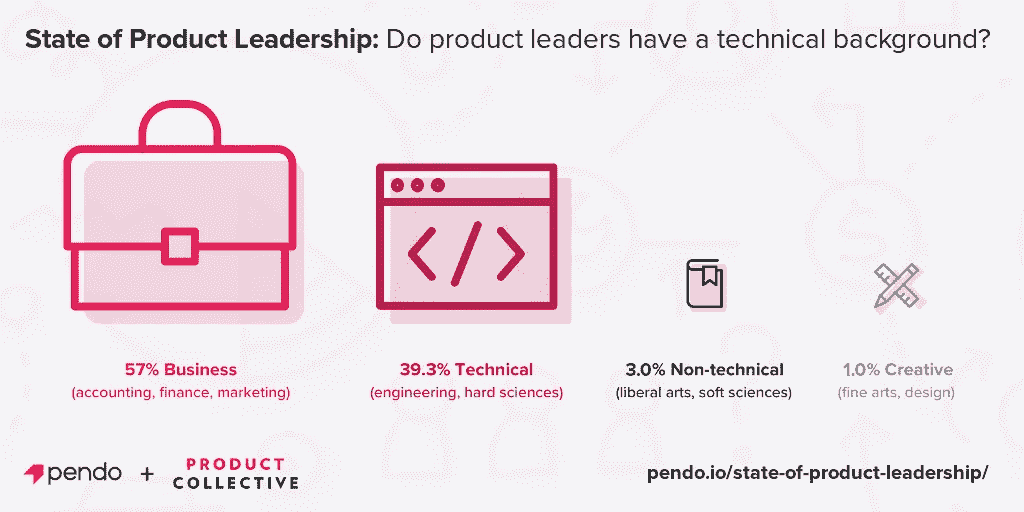 State of Product Leadership: Do product leaders have a technical background?
</>
57% Business
(accounting, finance, marketing)
39.3% Technical
(engineering, hard sciences)
3.0% Non-technical
(liberal arts, soft sciences)
1.0% Creative
(fine arts, design)
pendo + PRODUCT COLLECTIVE
pendo.io/state-of-product-leadership/